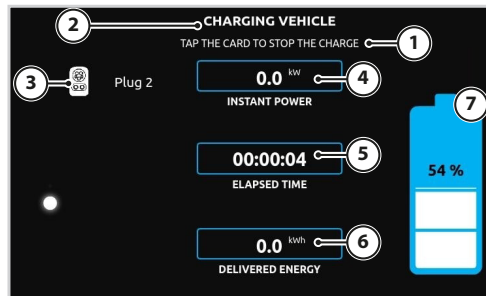 2
CHARGING VEHICLE
TAP THE CARD TO STOP THE CHARGE
1
3
Plug 2
0.0 kW
4
INSTANT POWER
7
00:00:04
5
ELAPSED TIME
54 %
0.0 kWh
6
DELIVERED ENERGY